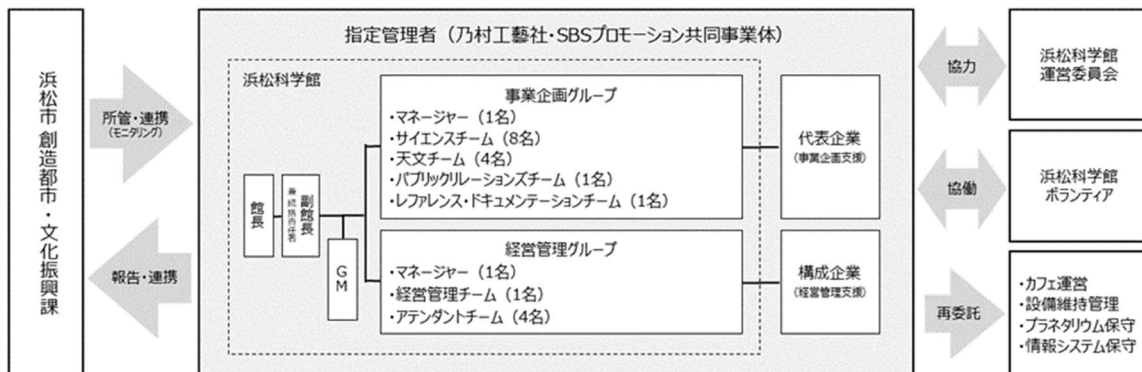 浜松市 創造都市・文化振興課
所管・連携
(モニタリング)
報告・連携
指定管理者（乃村工藝社・SBSプロモーション共同事業体）
浜松科学館
館長
副館長
兼 統括責任者
GM
事業企画グループ
・マネージャー（1名）
・サイエンスチーム（8名）
・天文チーム（4名）
・パブリックリレーションズチーム（1名）
・レファレンス・ドキュメンテーションチーム（1名）
経営管理グループ
・マネージャー（1名）
・経営管理チーム（1名）
・アテンダントチーム（4名）
代表企業
(事業企画支援)
構成企業
(経営管理支援)
協力
協働
再委託
浜松科学館
運営委員会
浜松科学館
ボランティア
・カフェ運営
・設備維持管理
・プラネタリウム保守
・情報システム保守